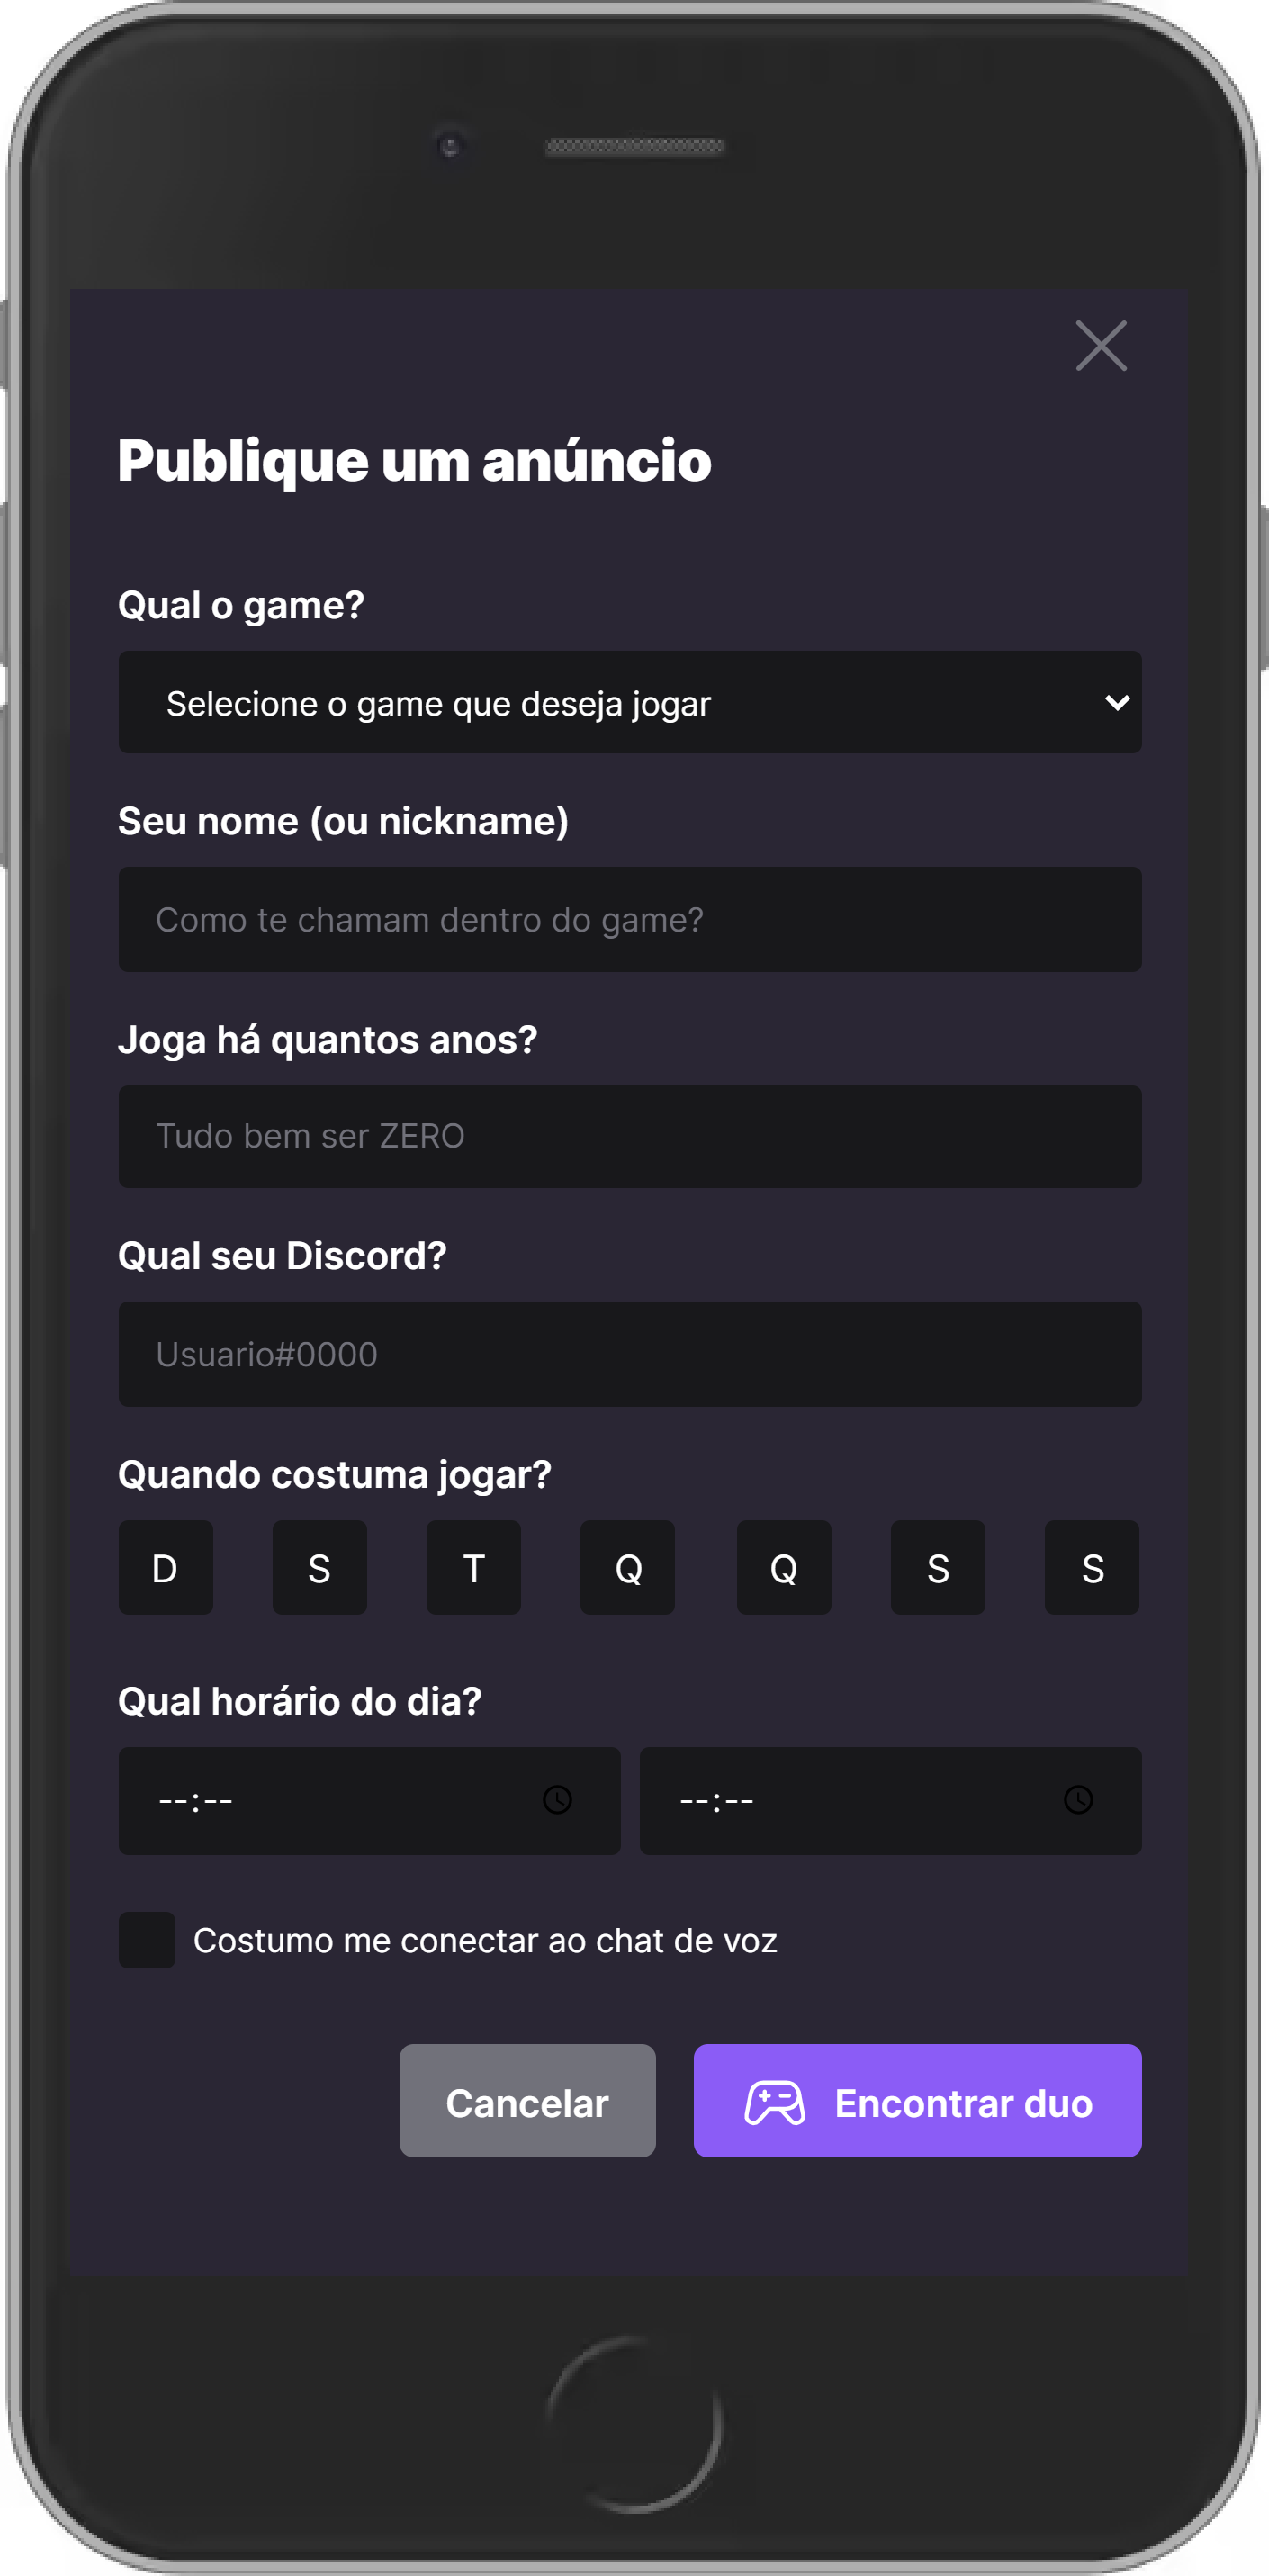 Publique um anúncio
Qual o game?
Selecione o game que deseja jogar
Seu nome (ou nickname)
Como te chamam dentro do game?
Joga há quantos anos?
Tudo bem ser ZERO
Qual seu Discord?
Usuario#0000
Quando costuma jogar?
D S T Q Q S S
Qual horário do dia?
--:-- --:--
Costumo me conectar ao chat de voz
Cancelar Encontrar duo